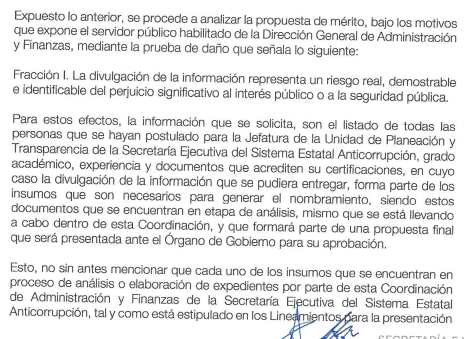 Expuesto lo anterior, se procede a analizar la propuesta de mérito, bajo los motivos
que expone el servidor público habilitado de la Dirección General de Administración
y Finanzas, mediante la prueba de daño que señala lo siguiente:
Fracción I. La divulgación de la información representa un riesgo real, demostrable
e identificable del perjuicio significativo al interés público o a la seguridad pública.
Para estos efectos, la información que se solicita, son el listado de todas las
personas que se hayan postulado para la Jefatura de la Unidad de Planeación y
Transparencia de la Secretaría Ejecutiva del Sistema Estatal Anticorrupción, grado
académico, experiencia y documentos que acrediten su certificaciones, en cuyo
caso la divulgación de la información que se pudiera entregar, forma parte de los
insumos que son necesarios para generar el nombramiento, siendo estos
documentos que se encuentran en etapa de análisis, mismo que se está llevando
a cabo dentro de esta Coordinación, y que formará parte de una propuesta final
que será presentada ante el Órgano de Gobierno para su aprobación.
Esto, no sin antes mencionar que cada uno de los insumos que se encuentran en
proceso de análisis o elaboración de expedientes por parte de esta Coordinación
de Administración y Finanzas de la Secretaría Ejecutiva del Sistema Estatal
Anticorrupción, tal y como está estipulado en los Lineamientos para la presentación